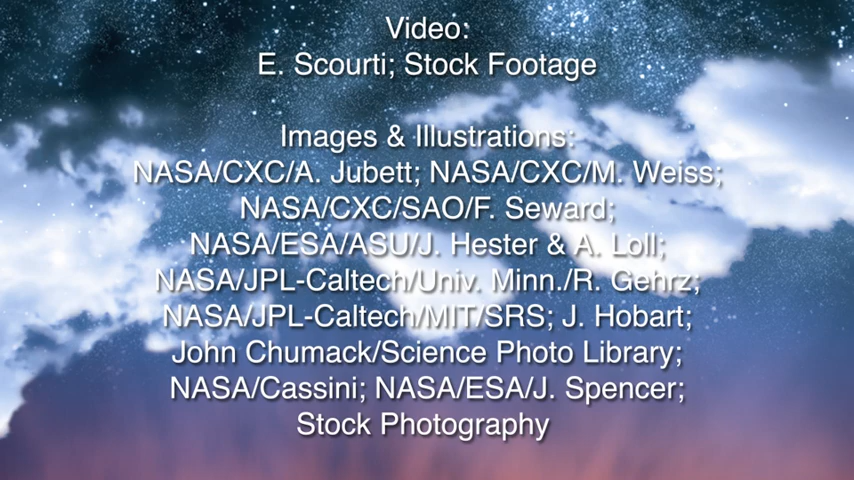 Video:
E. Scourti; Stock Footage
Images & Illustrations:
NASA/CXC/A. Jubett; NASA/CXC/M. Weiss;
NASA/CXC/SAO/F. Seward;
NASA/ESA/ASU/J. Hester & A. Loll;
NASA/JPL-Caltech/Univ. Minn./R. Gehrz;
NASA/JPL-Caltech/MIT/SRS; J. Hobart;
John Chumack/Science Photo Library;
NASA/Cassini; NASA/ESA/J. Spencer;
Stock Photography